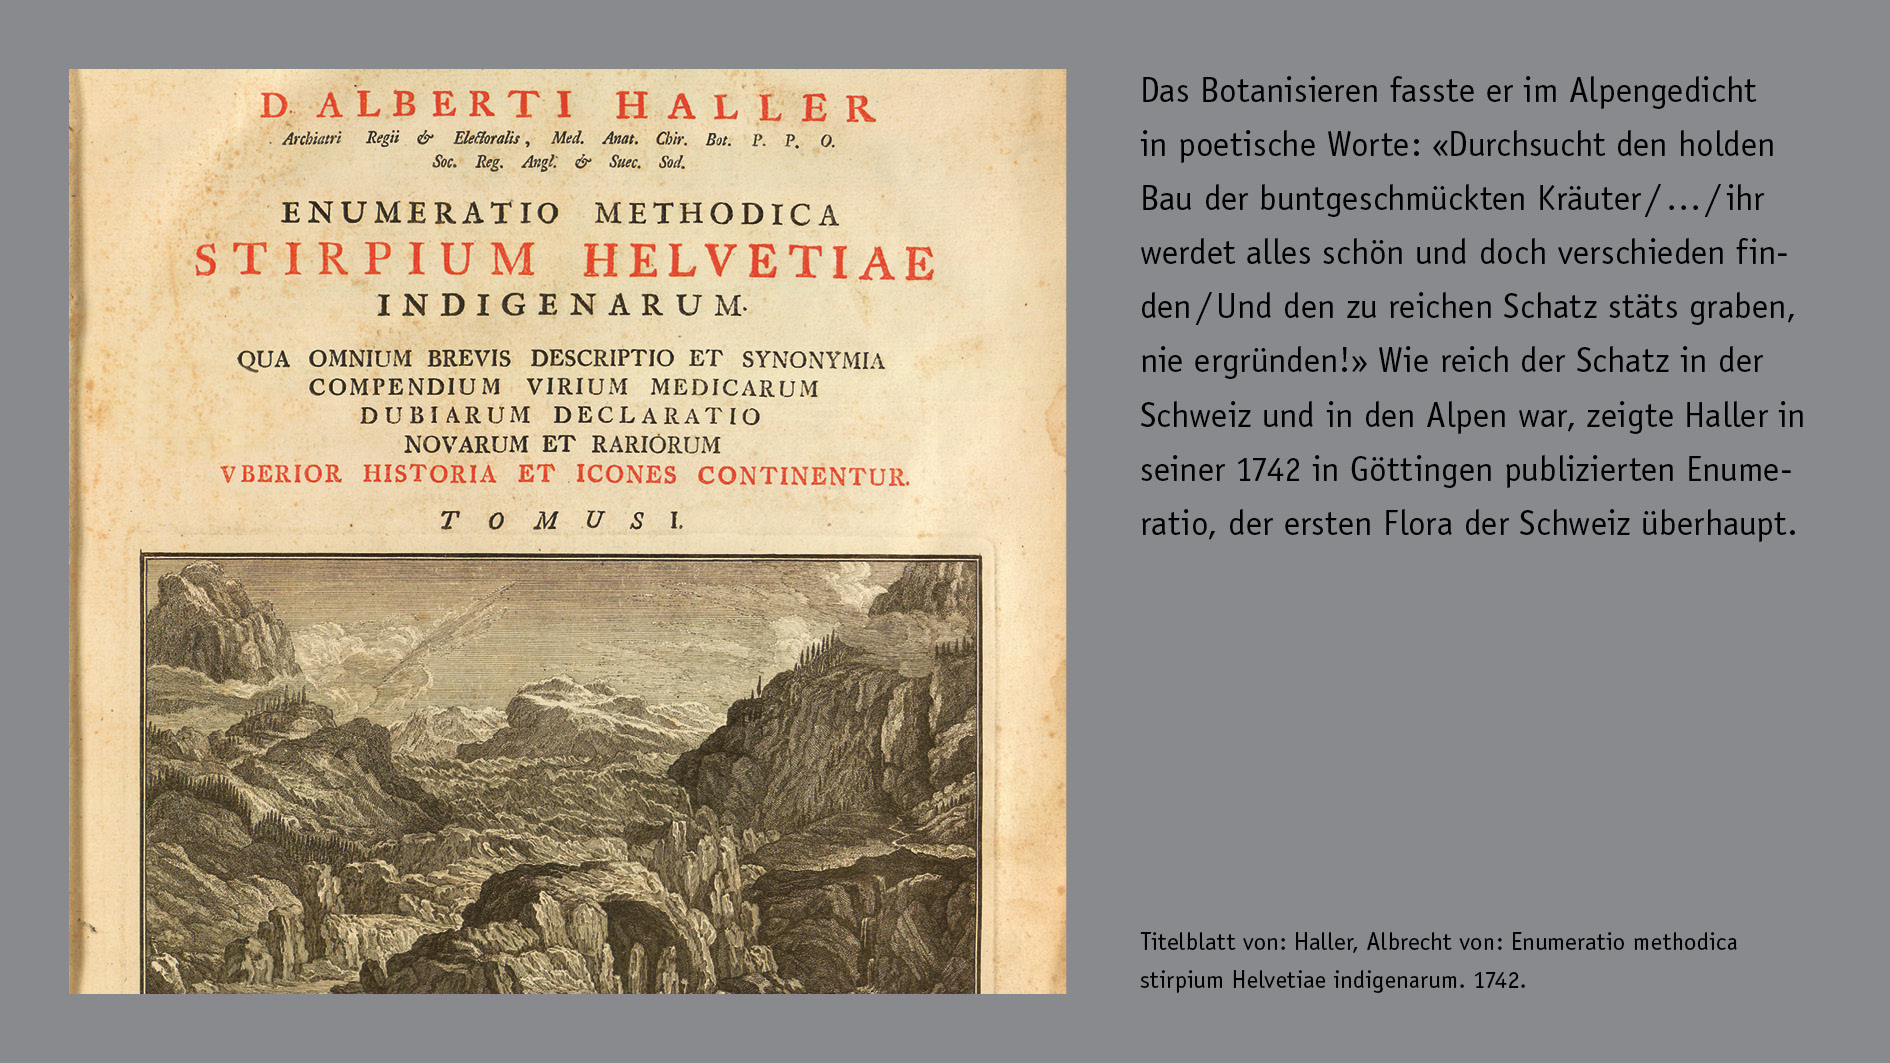 D. ALBERTI HALLER
Archiatri Regii & Electoralis, Med. Anat. Chir. Bot. P. P. O.
Soc. Reg. Angl. & Suec. Sod.
ENUMERATIO METHODICA
STIRPIUM HELVETIAE
INDIGENARUM.
QUA OMNIUM BREVIS DESCRIPTIO ET SYNONYMIA
COMPENDIUM VIRIUM MEDICARUM
DUBIARUM DECLARATIO
NOVARUM ET RARIORUM
VBERIOR HISTORIA ET ICONES CONTINENTUR.
TOMUS I.
Das Botanisieren fasste er im Alpengedicht
in poetische Worte: «Durchsucht den holden
Bau der buntgeschmückten Kräuter / ... / ihr
werdet alles schön und doch verschieden fin-
den / Und den zu reichen Schatz stäts graben,
nie ergründen!» Wie reich der Schatz in der
Schweiz und in den Alpen war, zeigte Haller in
seiner 1742 in Göttingen publizierten Enume-
ratio, der ersten Flora der Schweiz überhaupt.
Titelblatt von: Haller, Albrecht von: Enumeratio methodica
stirpium Helvetiae indigenarum. 1742.